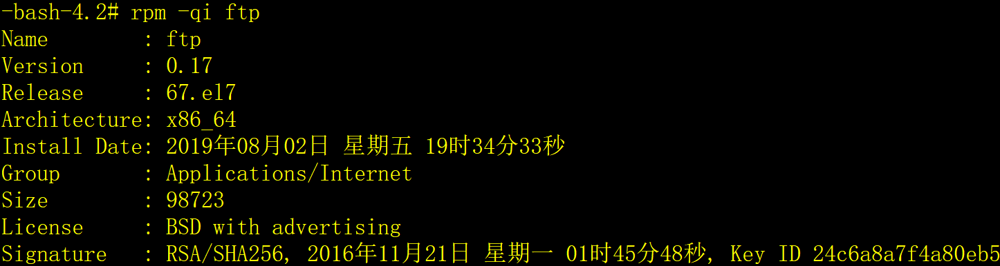 -bash-4.2# rpm -qi ftp
Name        : ftp
Version     : 0.17
Release     : 67.el7
Architecture: x86_64
Install Date: 2019年08月02日 星期五 19时34分33秒
Group       : Applications/Internet
Size        : 98723
License     : BSD with advertising
Signature   : RSA/SHA256, 2016年11月21日 星期一 01时45分48秒, Key ID 24c6a8a7f4a80eb5